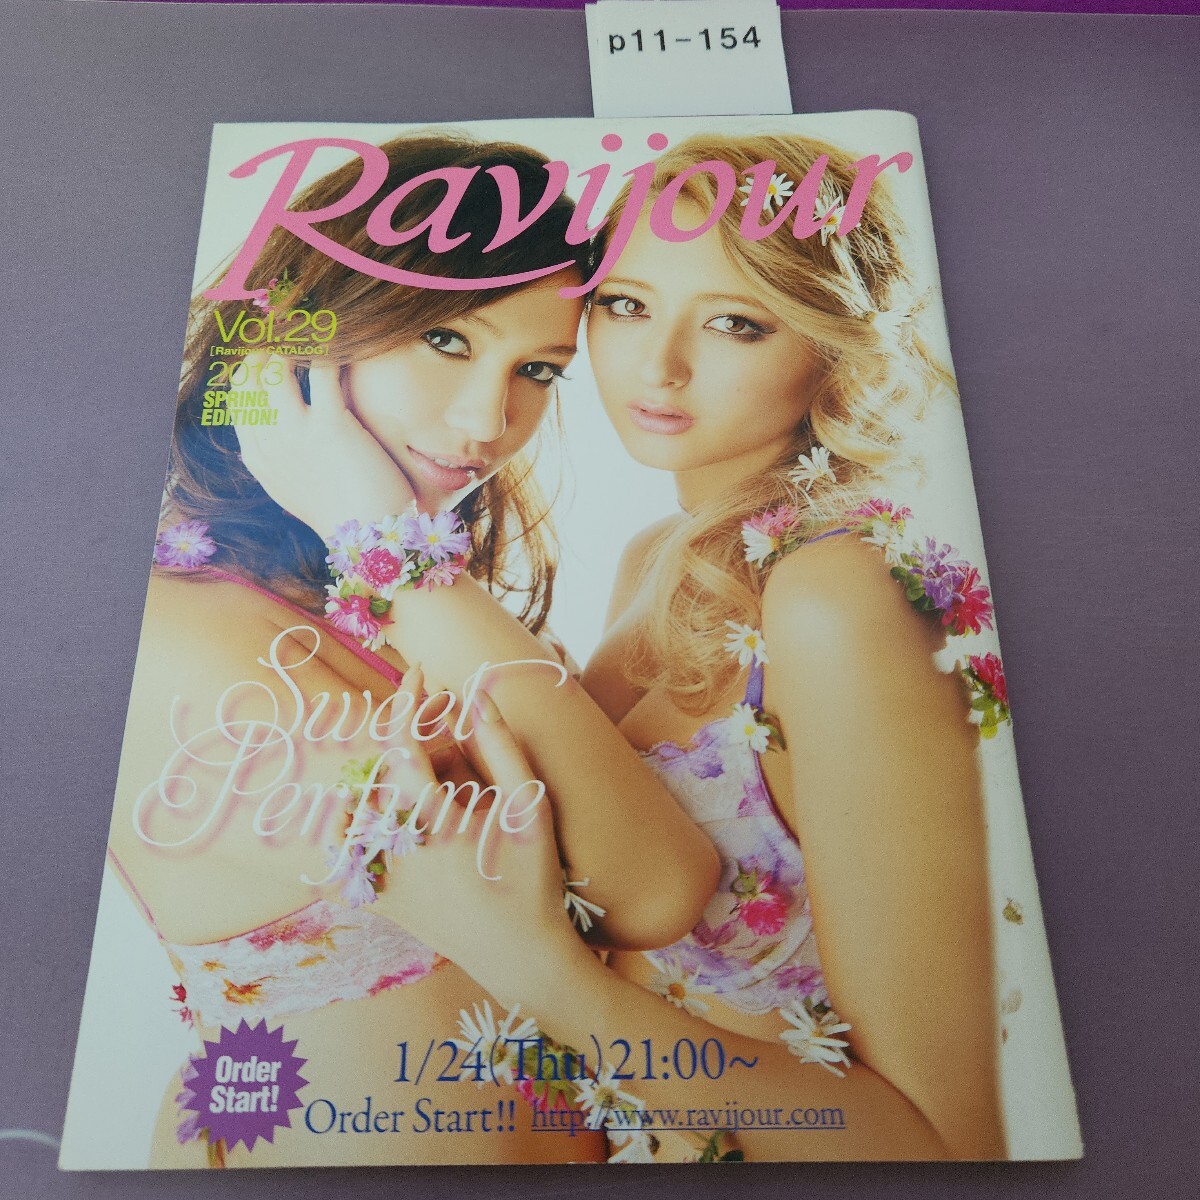 p11-154
Ravijour
Vol.29
[Ravijour CATALOG]
2013
SPRING
EDITION!
Sweet
Perfume
Order
Start!
1/24(Thu)21:00~
Order Start!! http://www.ravijour.com